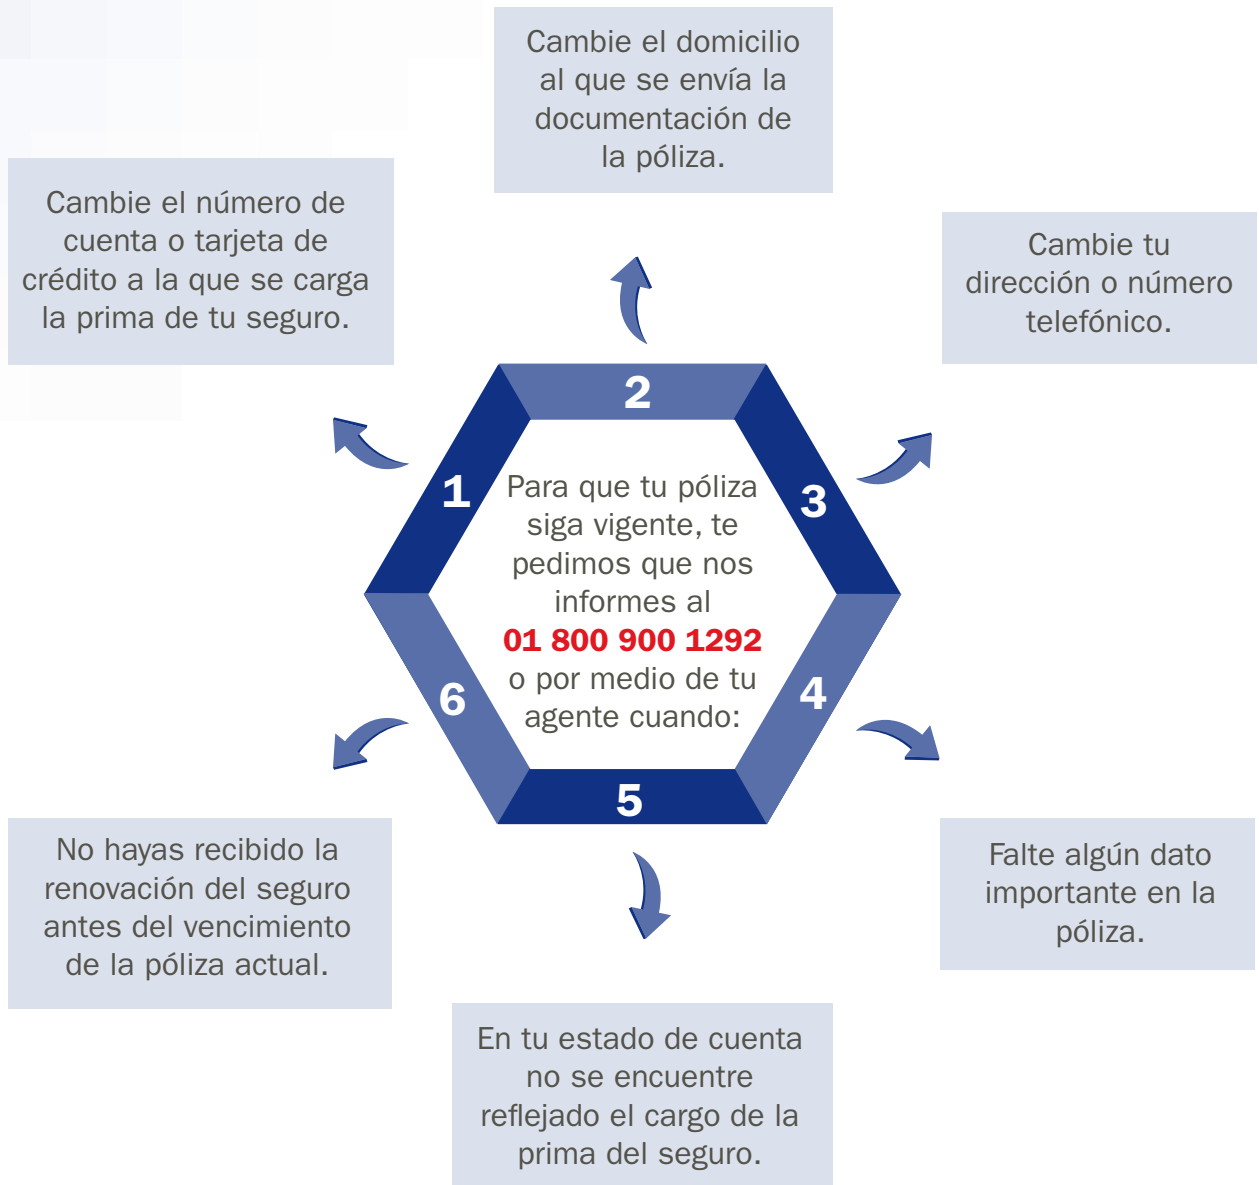 Para que tu póliza
siga vigente, te
pedimos que nos
informes al
01 800 900 1292
o por medio de tu
agente cuando:
1
Cambie el número de
cuenta o tarjeta de
crédito a la que se carga
la prima de tu seguro.
2
Cambie el domicilio
al que se envía la
documentación de
la póliza.
3
Cambie tu
dirección o número
telefónico.
4
Falte algún dato
importante en la
póliza.
5
En tu estado de cuenta
no se encuentre
reflejado el cargo de la
prima del seguro.
6
No hayas recibido la
renovación del seguro
antes del vencimiento
de la póliza actual.